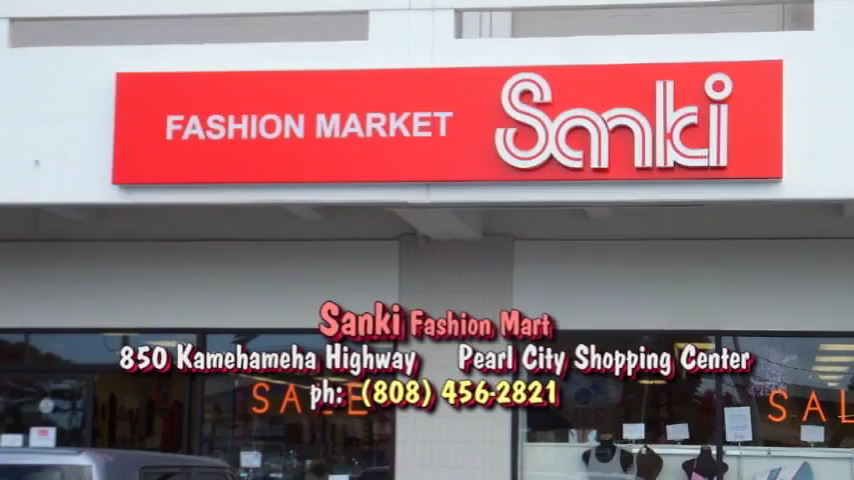 FASHION MARKET Sanki
Sanki Fashion Mart
850 Kamehameha Highway Pearl City Shopping Center
ph: (808) 456-2821
SALE
SAL